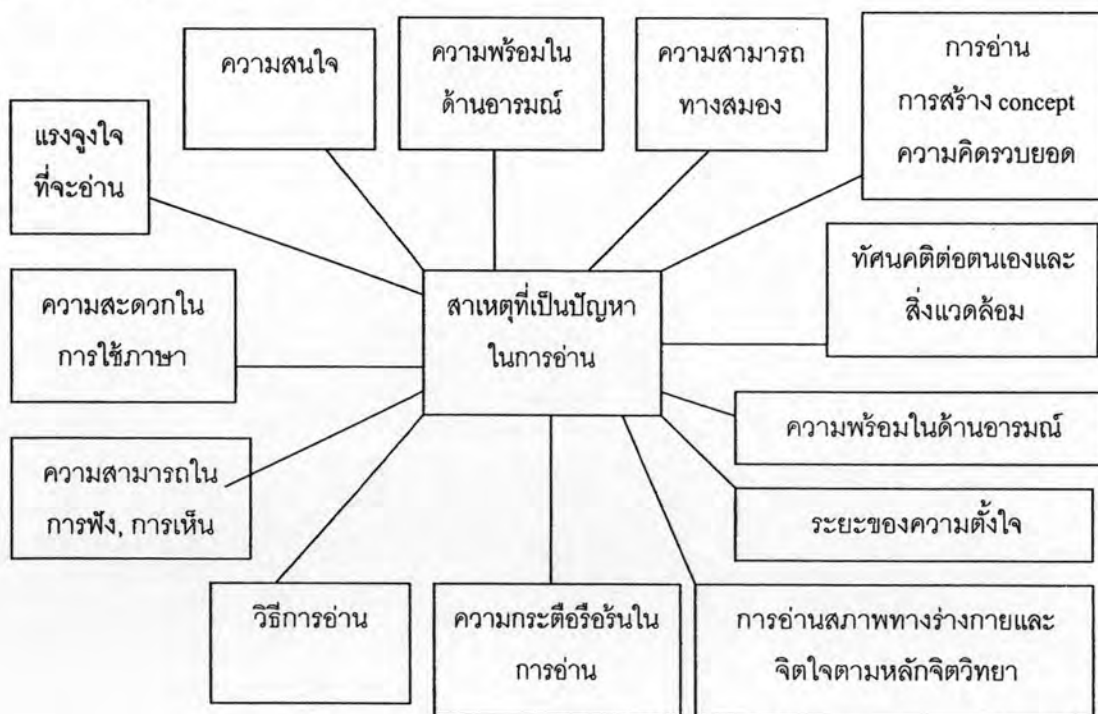 ความสนใจ
ความพร้อมใน
ด้านอารมณ์
ความสามารถ
ทางสมอง
การอ่าน
การสร้าง concept
ความคิดรวบยอด
แรงจูงใจ
ที่จะอ่าน
ทัศนคติต่อตนเองและ
สิ่งแวดล้อม
ความสะดวกใน
การใช้ภาษา
สาเหตุที่เป็นปัญหา
ในการอ่าน
ความพร้อมในด้านอารมณ์
ความสามารถใน
การฟัง, การเห็น
ระยะของความตั้งใจ
วิธีการอ่าน
ความกระตือรือร้นใน
การอ่าน
การอ่านสภาพทางร่างกายและ
จิตใจตามหลักจิตวิทยา